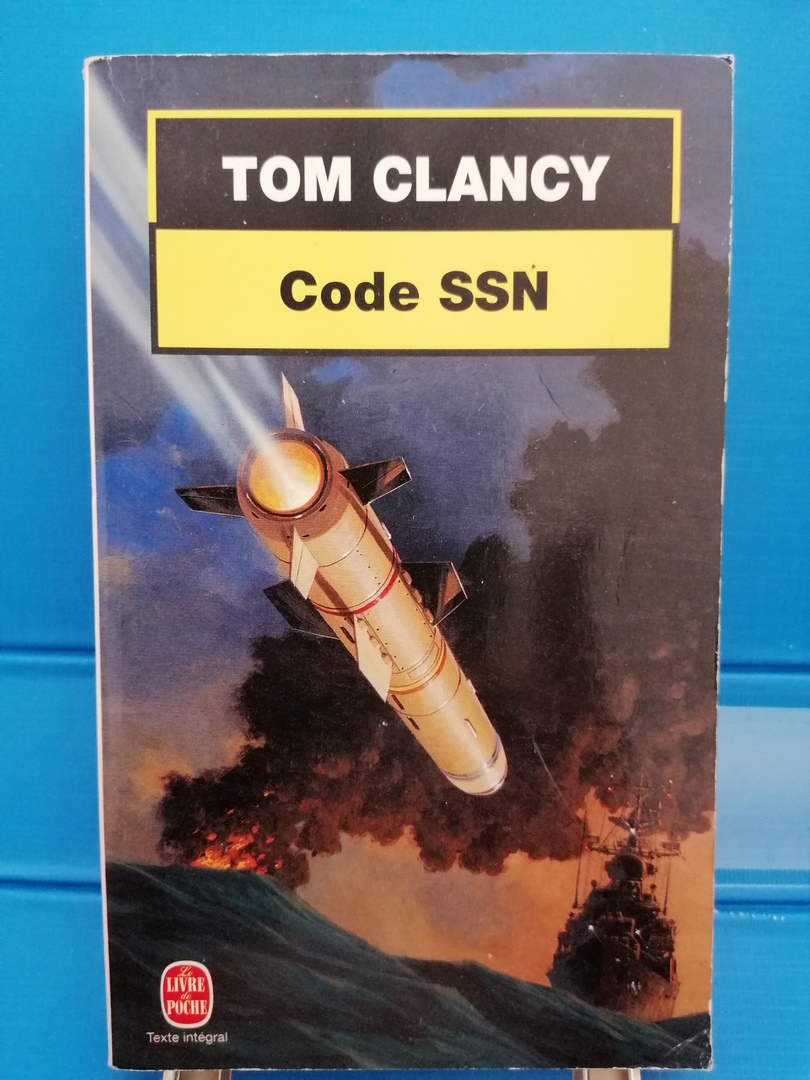 TOM CLANCY
Code SSN
Le
LIVRE
de
POCHE
Texte intégral